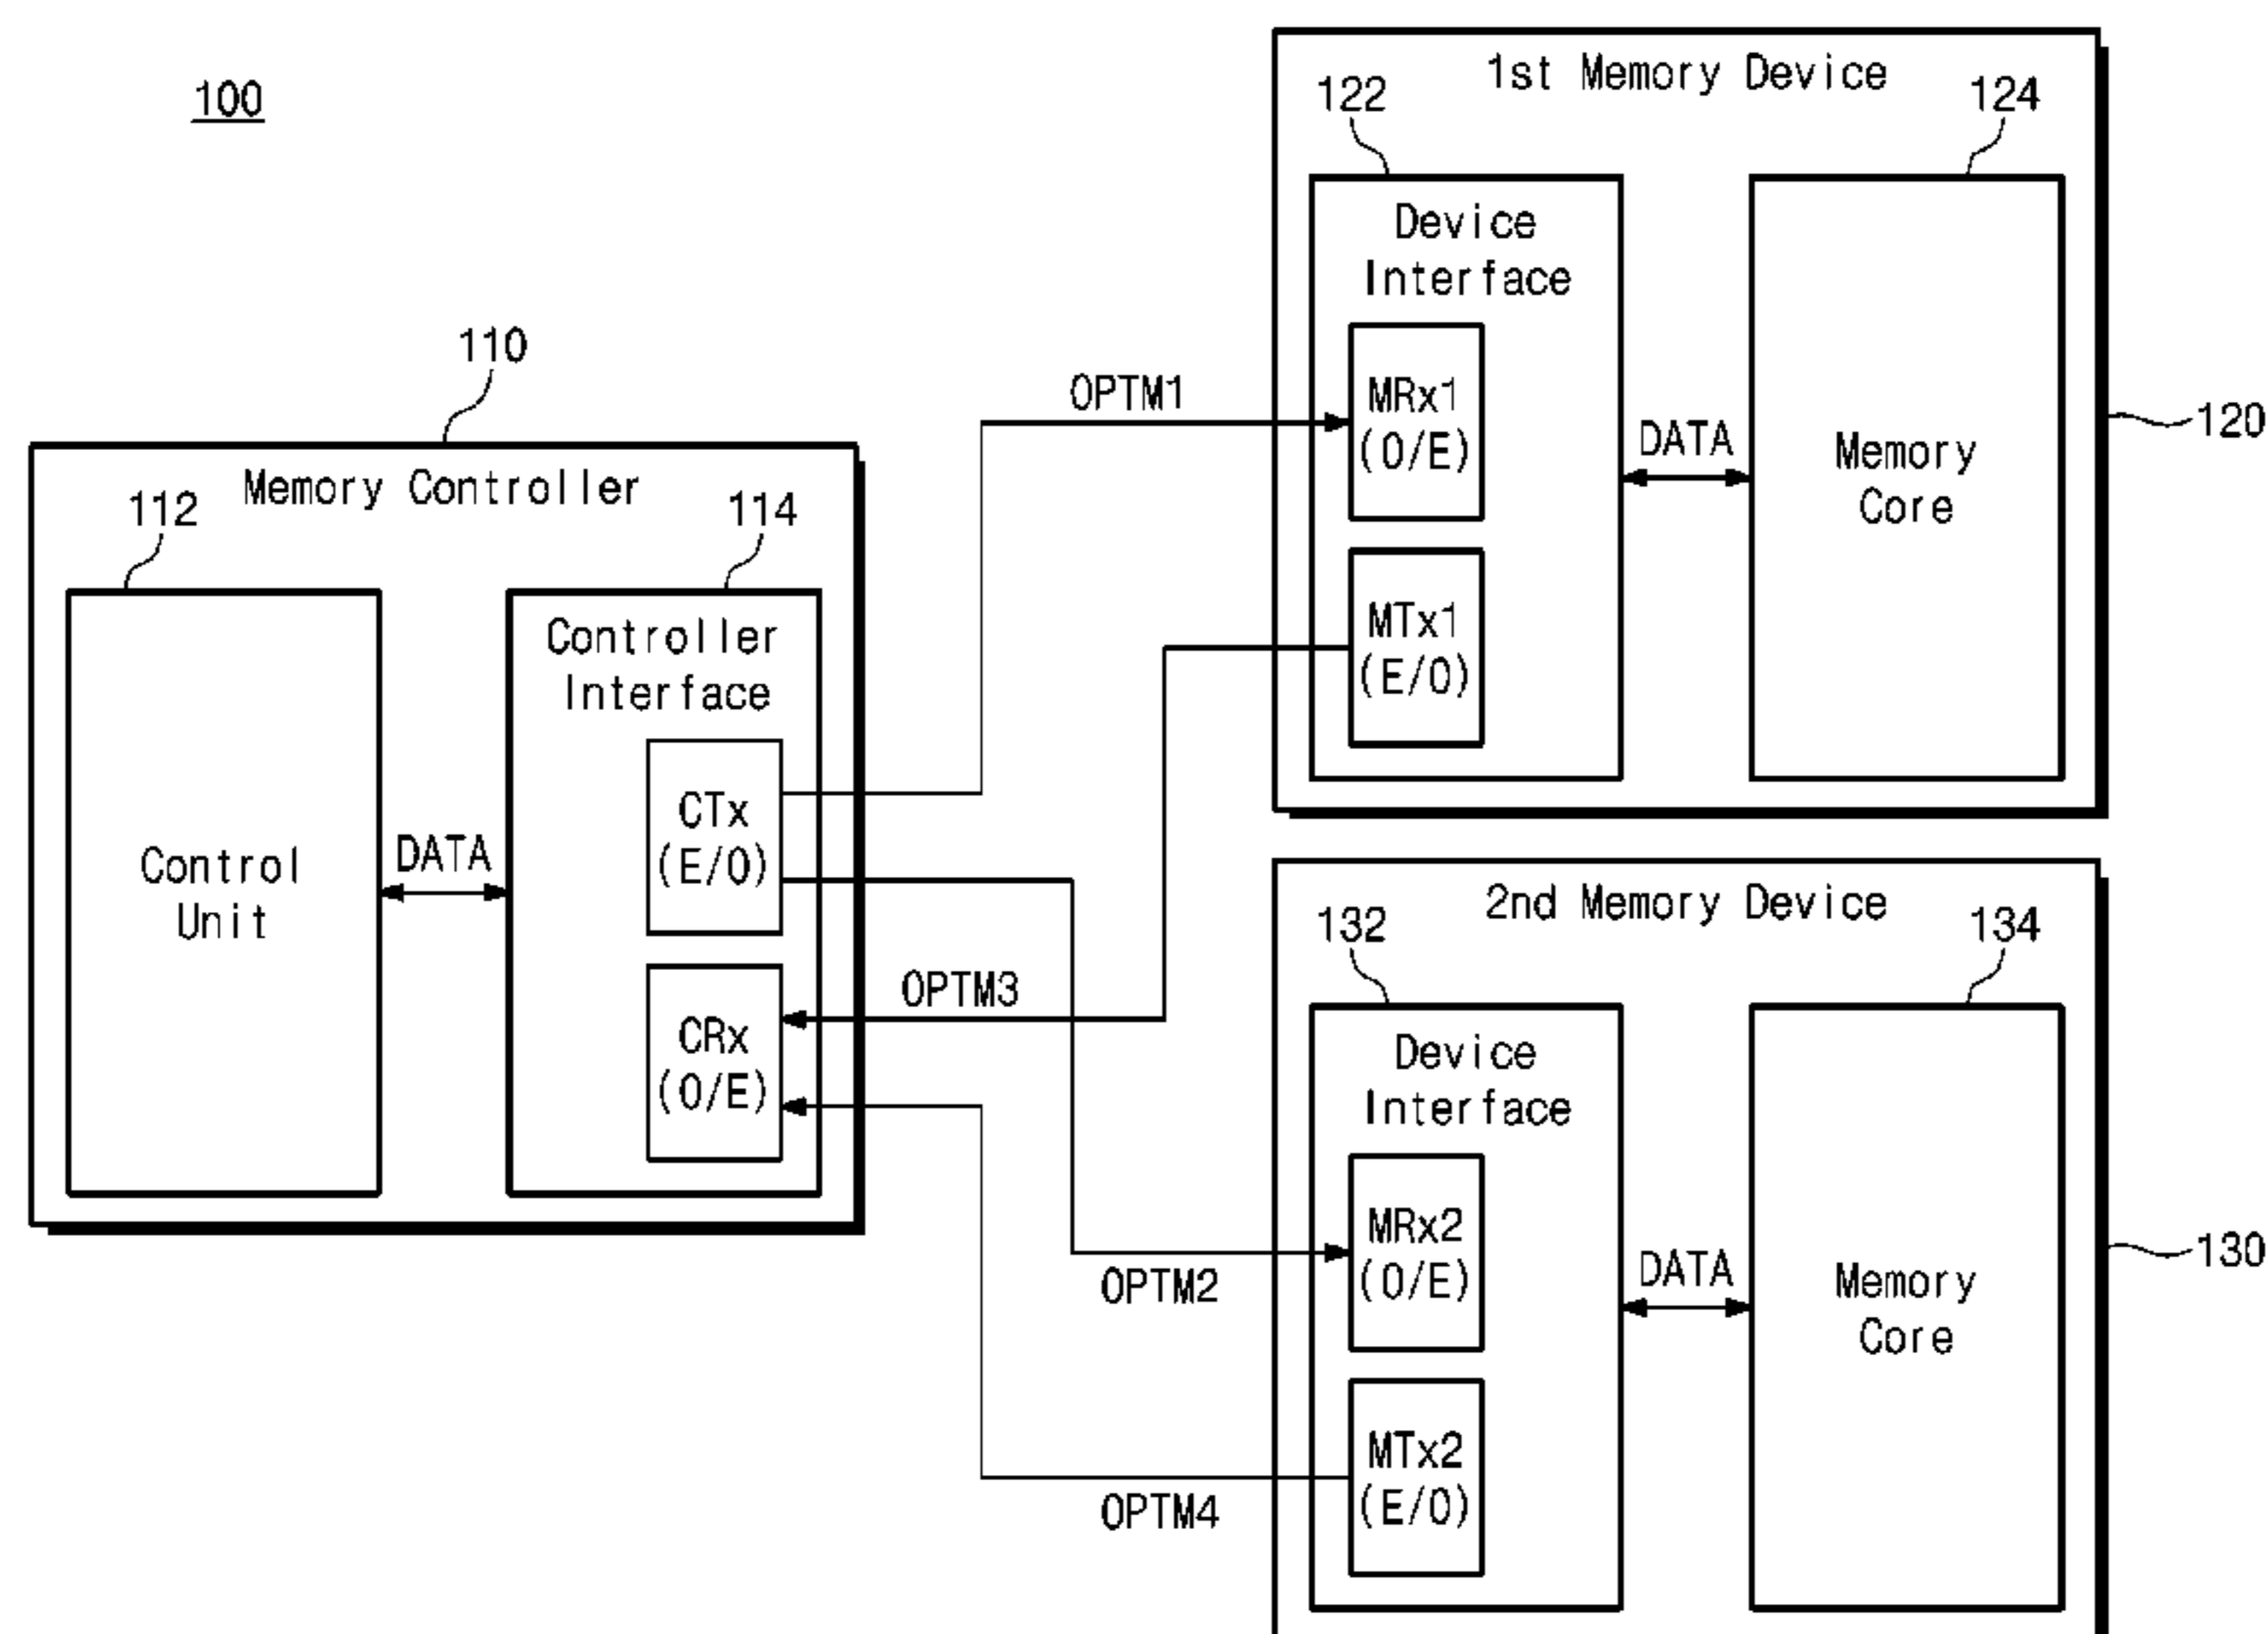 100
110
Memory Controller
112
114
Control
Unit
DATA
Controller
Interface
CTx
(E/O)
CRx
(O/E)
OPTM1
OPTM3
OPTM2
OPTM4
1st Memory Device
122
124
Device
Interface
MRx1
(O/E)
MTx1
(E/O)
DATA
Memory
Core
120
2nd Memory Device
132
134
Device
Interface
MRx2
(O/E)
MTx2
(E/O)
DATA
Memory
Core
130